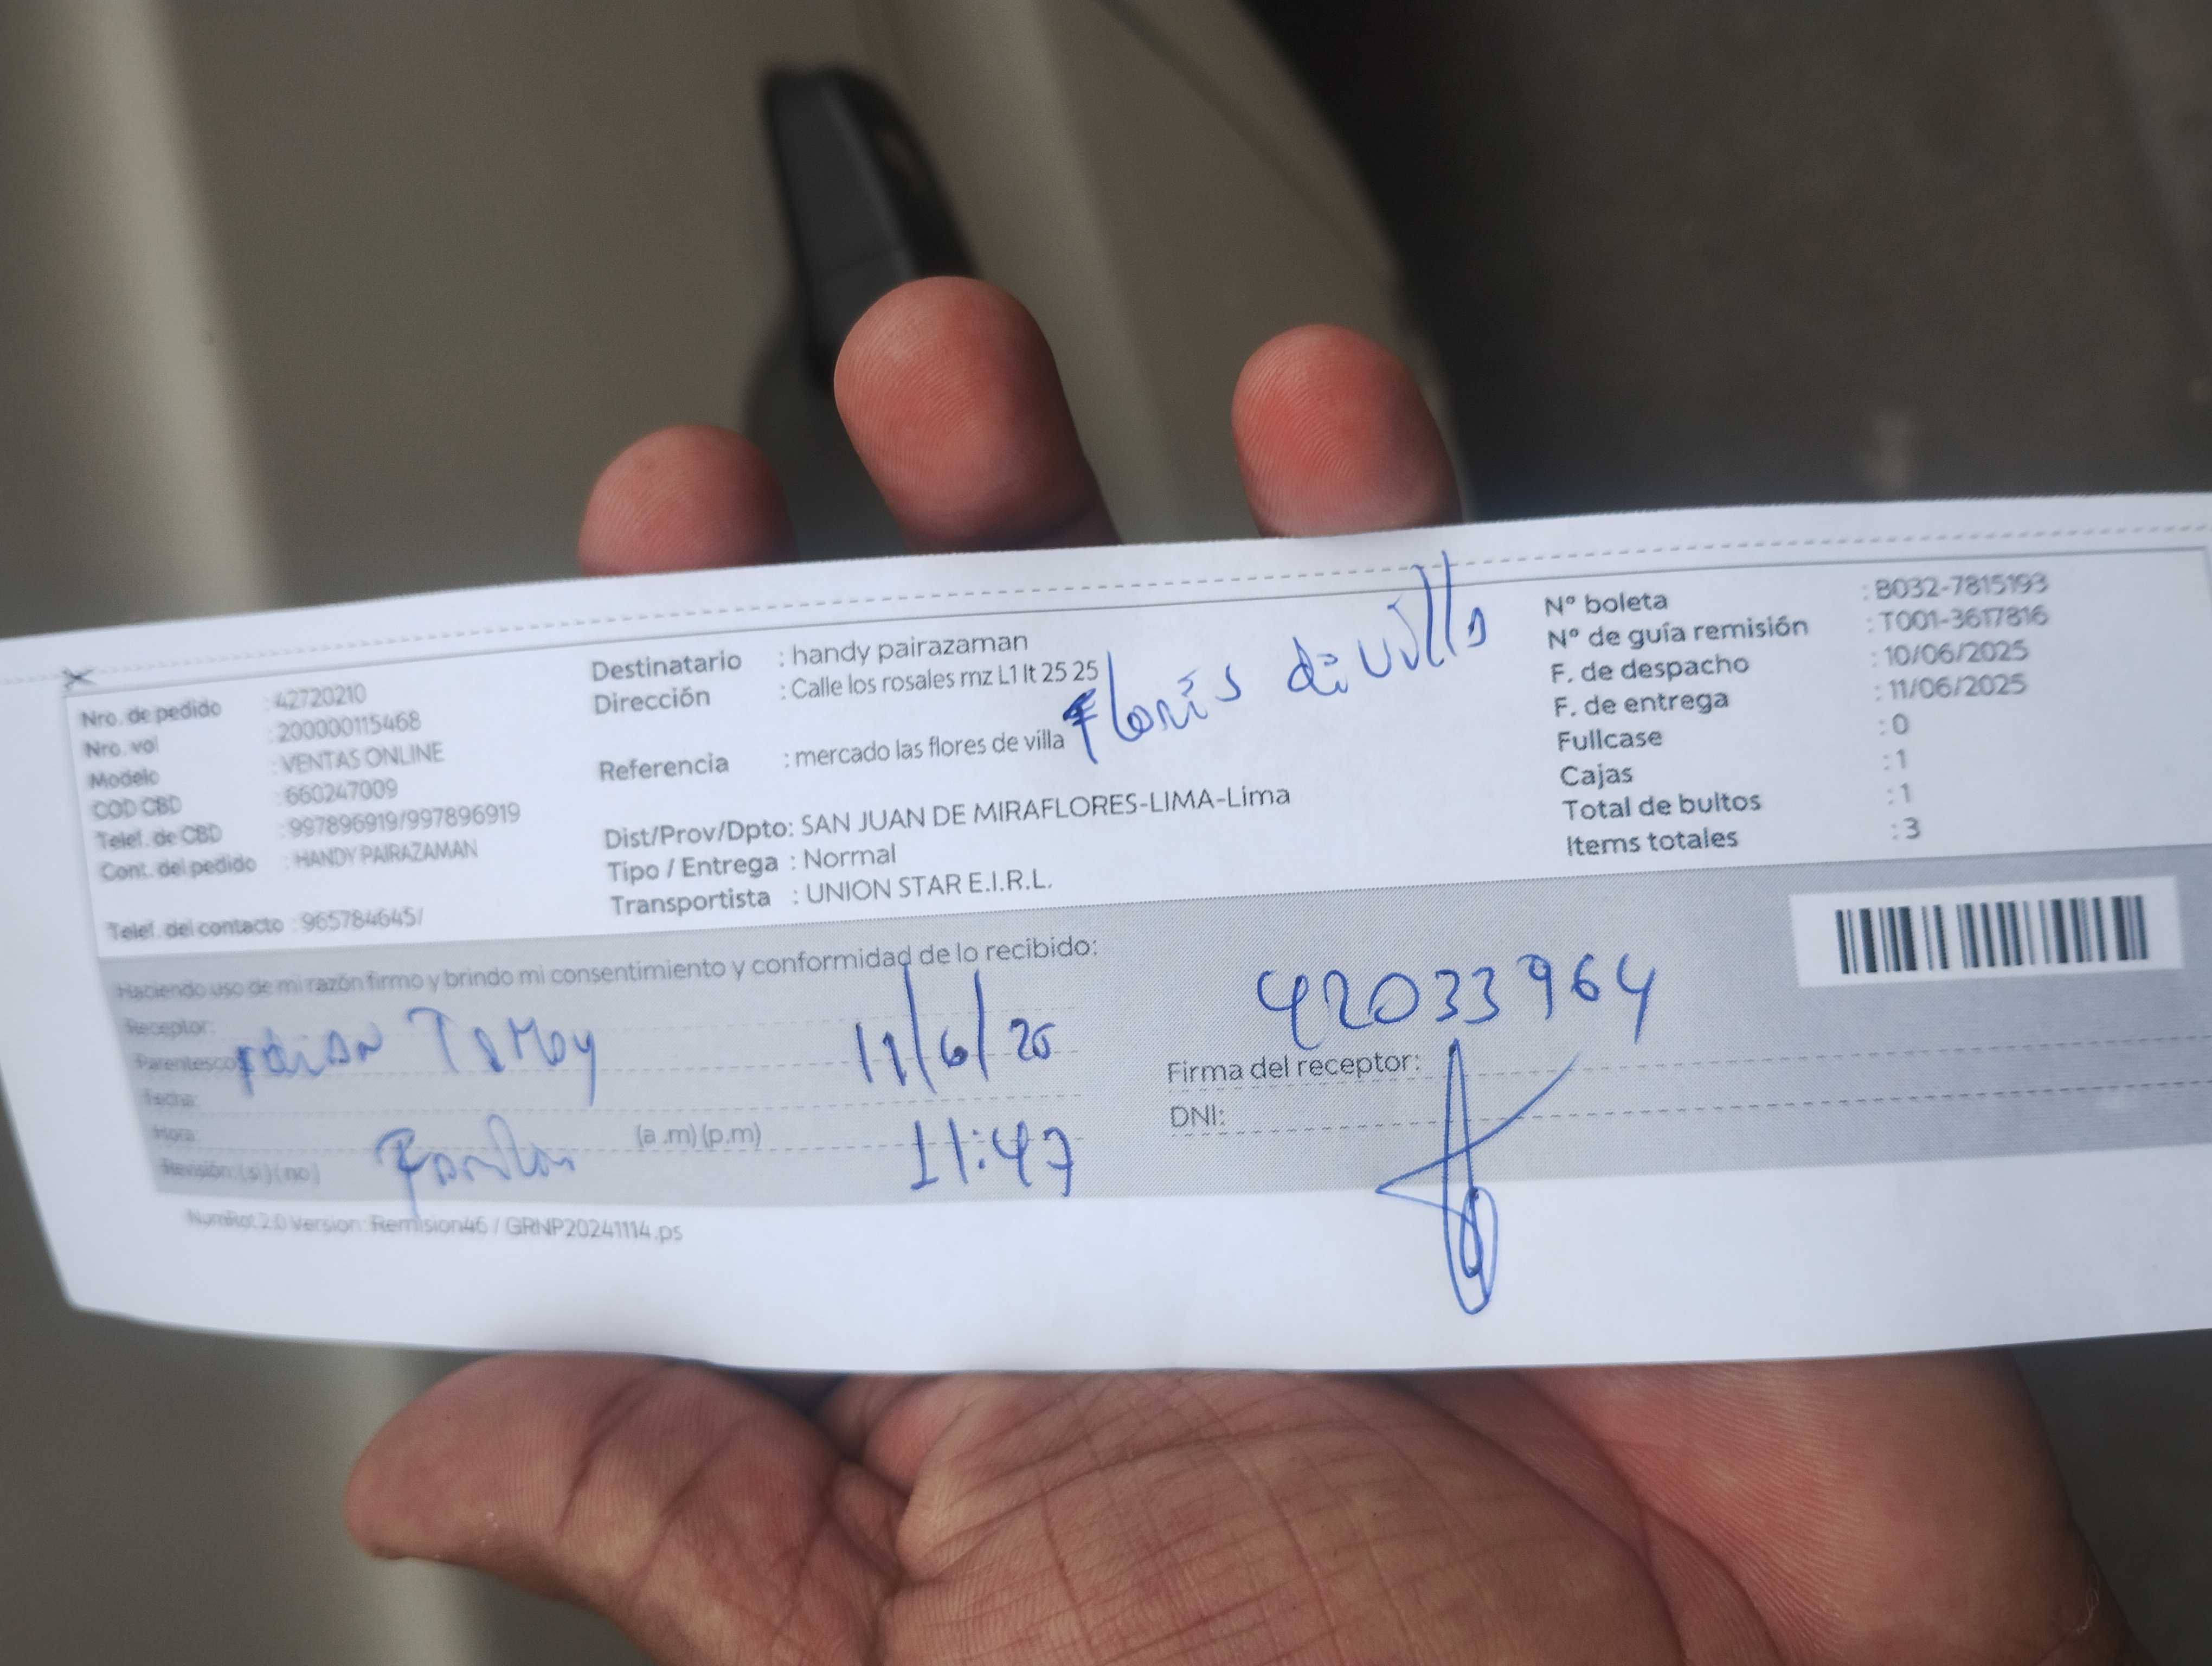 Nro. de pedido : 42720210
Nro. vol : 200000115468
Modelo : VENTAS ONLINE
COD CBD : 660247009
Telef. de CBD : 997896919/997896919
Cont. del pedido : HANDY PAIRAZAMAN
Telef. del contacto : 965784645/
Destinatario : handy pairazaman
Dirección : Calle los rosales mz L1 lt 25 25
Referencia : mercado las flores de villa
Floris di villa
Dist/Prov/Dpto: SAN JUAN DE MIRAFLORES-LIMA-Lima
Tipo / Entrega : Normal
Transportista : UNION STAR E.I.R.L.
N° boleta : B032-7815193
N° de guía remisión : T001-3617816
F. de despacho : 10/06/2025
F. de entrega : 11/06/2025
Fullcase : 0
Cajas : 1
Total de bultos : 1
Items totales : 3
Haciendo uso de mi razón firmo y brindo mi consentimiento y conformidad de lo recibido:
Receptor:
Parentesco:
11/6/25
Fecha:
Hora: (a.m) (p.m) 11:47
Revisión: (si) (no)
42033964
Firma del receptor:
DNI:
NumRot 2.0 Version: Remision46 / GRNP20241114.ps